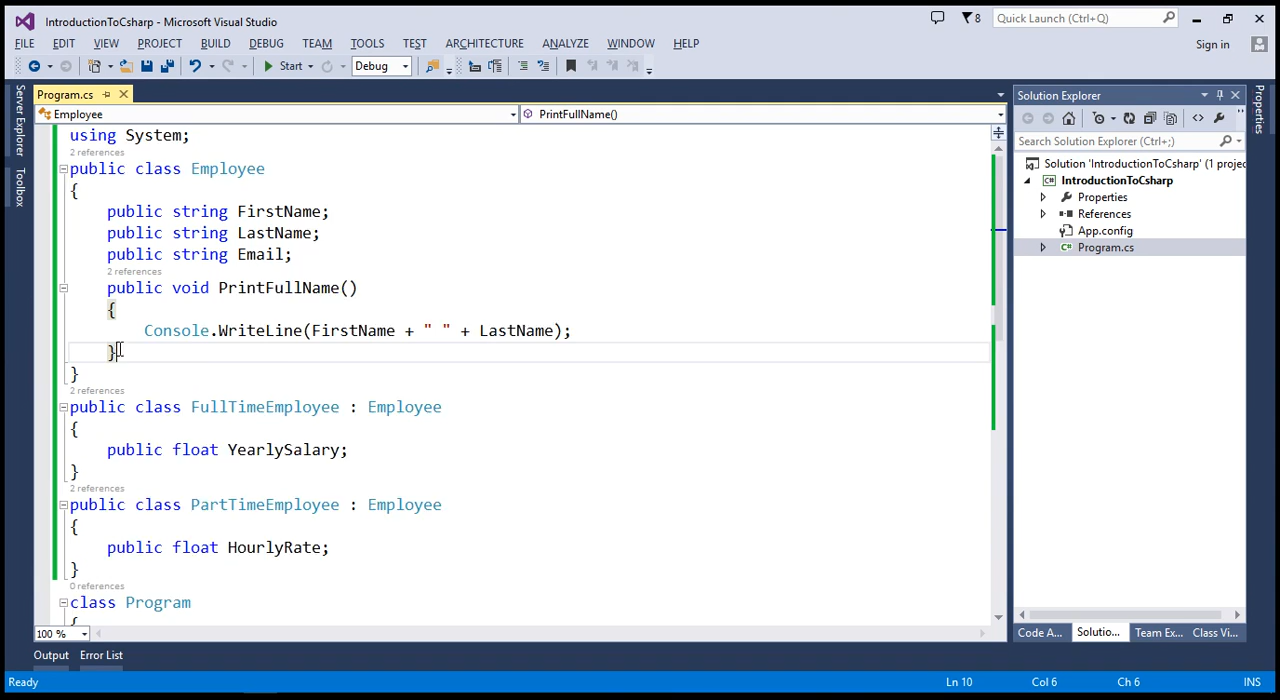 IntroductionToCsharp - Microsoft Visual Studio
8
Quick Launch (Ctrl+Q)
FILE EDIT VIEW PROJECT BUILD DEBUG TEAM TOOLS TEST ARCHITECTURE ANALYZE WINDOW HELP
Sign in
Start
Debug
Server Explorer
Toolbox
Program.cs
Employee
PrintFullName()
using System;
2 references
public class Employee
{
public string FirstName;
public string LastName;
public string Email;
2 references
public void PrintFullName()
{
Console.WriteLine(FirstName + " " + LastName);
}
}
2 references
public class FullTimeEmployee : Employee
{
public float YearlySalary;
}
2 references
public class PartTimeEmployee : Employee
{
public float HourlyRate;
}
0 references
class Program
{
100 %
Solution Explorer
Search Solution Explorer (Ctrl+;)
Solution 'IntroductionToCsharp' (1 projec
C# IntroductionToCsharp
Properties
References
App.config
C# Program.cs
Code A... Solutio... Team Ex... Class Vi...
Properties
Output Error List
Ready
Ln 10 Col 6 Ch 6 INS